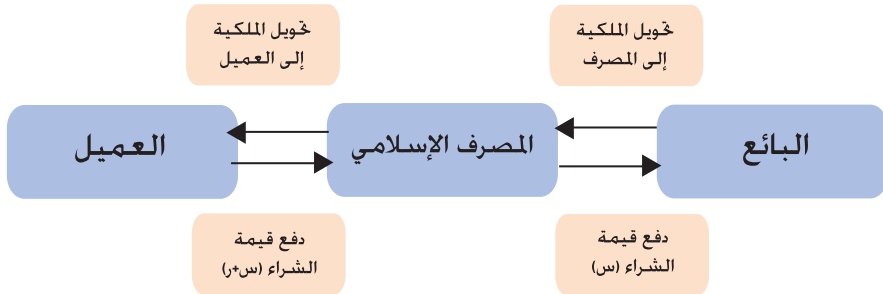 تحويل الملكية
إلى المصرف
تحويل الملكية
إلى العميل
البائع
المصرف الإسلامي
العميل
دفع قيمة
الشراء (س)
دفع قيمة
الشراء (س+ر)